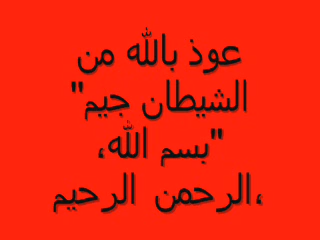 عوذ بالله من
الشيطان جيم"
"بسم الله،
،الرحمن الرحيم